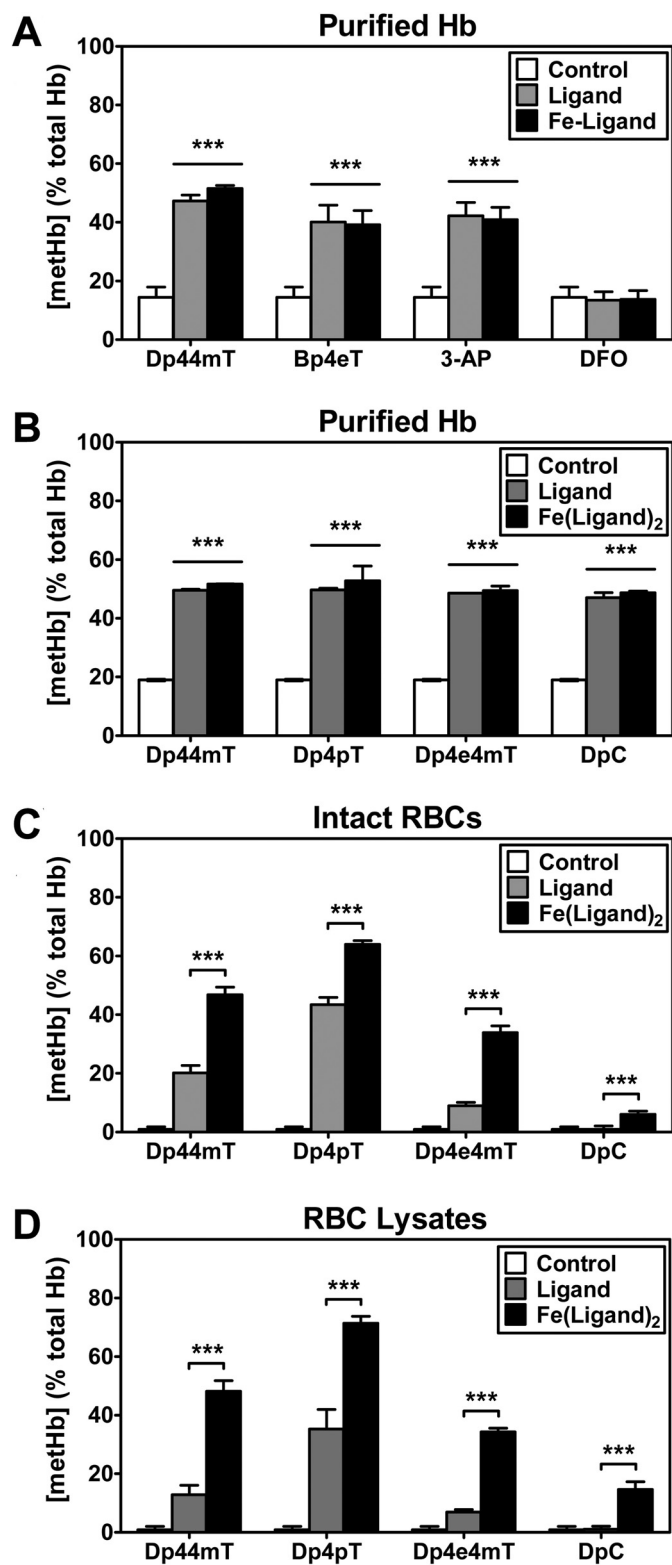 A
Purified Hb
[metHb] (% total Hb)
100
80
60
40
20
0
Control
Ligand
Fe-Ligand
*** *** ***
Dp44mT Bp4eT 3-AP DFO
B
Purified Hb
[metHb] (% total Hb)
100
80
60
40
20
0
Control
Ligand
Fe(Ligand)₂
*** *** *** ***
Dp44mT Dp4pT Dp4e4mT DpC
C
Intact RBCs
[metHb] (% total Hb)
100
80
60
40
20
0
Control
Ligand
Fe(Ligand)₂
*** *** *** ***
Dp44mT Dp4pT Dp4e4mT DpC
D
RBC Lysates
[metHb] (% total Hb)
100
80
60
40
20
0
Control
Ligand
Fe(Ligand)₂
*** *** *** ***
Dp44mT Dp4pT Dp4e4mT DpC